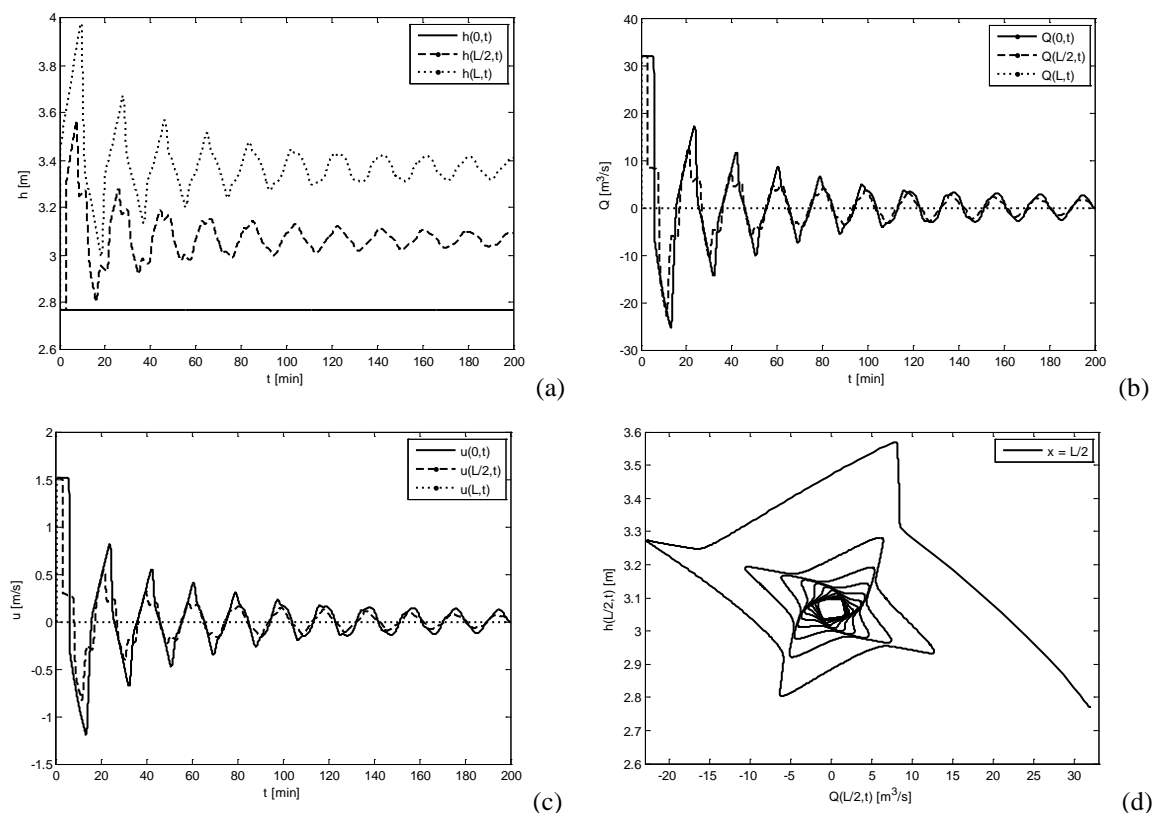 4
3.8
3.6
3.4
3.2
3
2.8
2.6
h [m]
0 20 40 60 80 100 120 140 160 180 200
t [min]
h(0,t)
h(L/2,t)
h(L,t)
(a)
40
30
20
10
0
-10
-20
-30
Q [m³/s]
0 20 40 60 80 100 120 140 160 180 200
t [min]
Q(0,t)
Q(L/2,t)
Q(L,t)
(b)
2
1.5
1
0.5
0
-0.5
-1
-1.5
u [m/s]
0 20 40 60 80 100 120 140 160 180 200
t [min]
u(0,t)
u(L/2,t)
u(L,t)
(c)
3.6
3.5
3.4
3.3
3.2
3.1
3
2.9
2.8
2.7
2.6
h(L/2,t) [m]
-20 -15 -10 -5 0 5 10 15 20 25 30
Q(L/2,t) [m³/s]
x = L/2
(d)